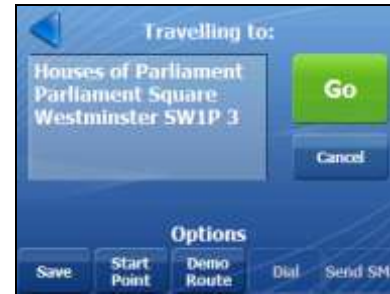 Travelling to:
Houses of Parliament
Parliament Square
Westminster SW1P 3
Go
Cancel
Options
Save
Start Point
Demo Route
Dial
Send SM